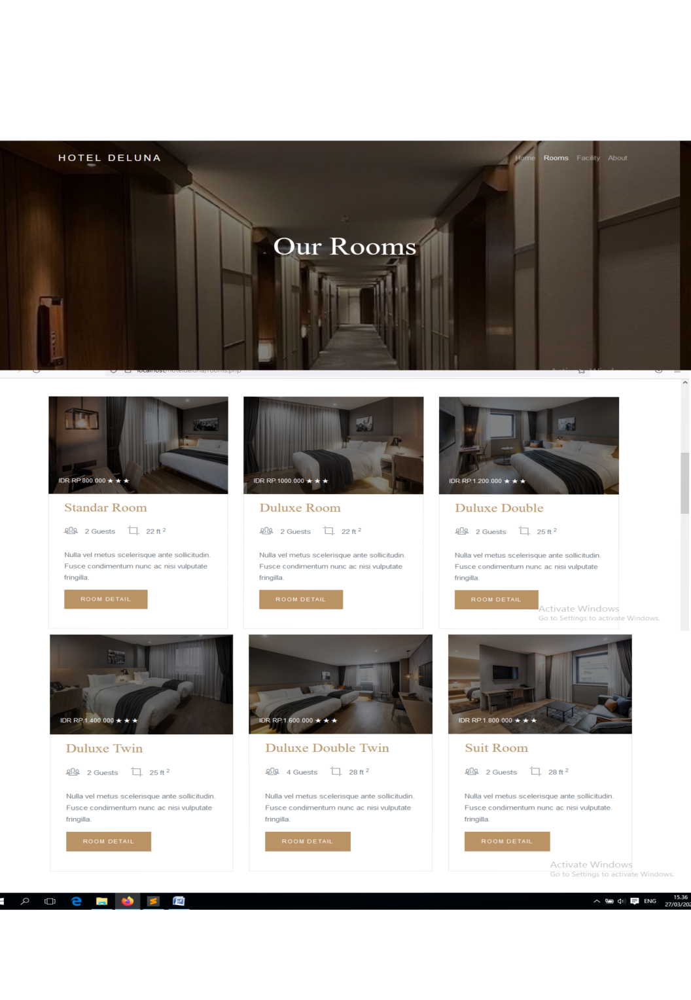 HOTEL DELUNA
Home Rooms Facility About
Our Rooms
localhost/hoteldeluna/rooms.php
IDR RP.800.000 ★ ★ ★
Standar Room
2 Guests 22 ft 2
Nulla vel metus scelerisque ante sollicitudin.
Fusce condimentum nunc ac nisi vulputate
fringilla.
ROOM DETAIL
IDR RP.1000.000 ★ ★ ★
Duluxe Room
2 Guests 22 ft 2
Nulla vel metus scelerisque ante sollicitudin.
Fusce condimentum nunc ac nisi vulputate
fringilla.
ROOM DETAIL
IDR RP.1.200.000 ★ ★ ★
Duluxe Double
2 Guests 25 ft 2
Nulla vel metus scelerisque ante sollicitudin.
Fusce condimentum nunc ac nisi vulputate
fringilla.
ROOM DETAIL
Activate Windows
Go to Settings to activate Windows.
IDR RP.1.400.000 ★ ★ ★
Duluxe Twin
2 Guests 25 ft 2
Nulla vel metus scelerisque ante sollicitudin.
Fusce condimentum nunc ac nisi vulputate
fringilla.
ROOM DETAIL
IDR RP.1.600.000 ★ ★ ★
Duluxe Double Twin
4 Guests 28 ft 2
Nulla vel metus scelerisque ante sollicitudin.
Fusce condimentum nunc ac nisi vulputate
fringilla.
ROOM DETAIL
IDR RP.1.800.000 ★ ★ ★
Suit Room
2 Guests 28 ft 2
Nulla vel metus scelerisque ante sollicitudin.
Fusce condimentum nunc ac nisi vulputate
fringilla.
ROOM DETAIL
Activate Windows
Go to Settings to activate Windows.
ENG
15.36
27/03/202